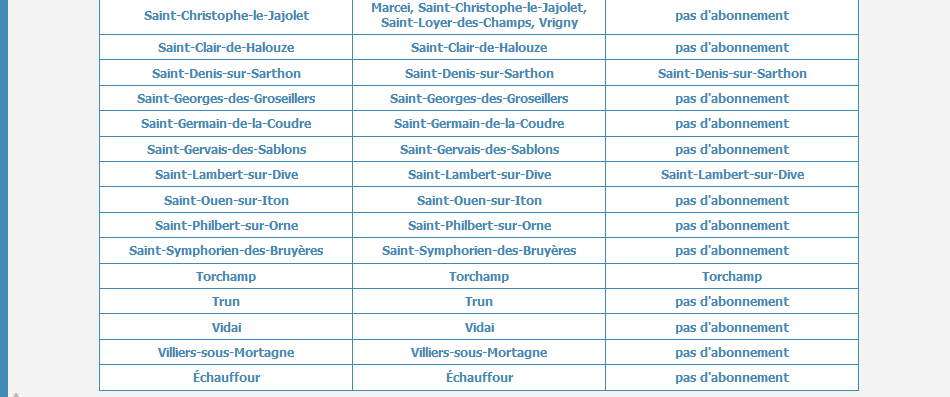 Saint-Christophe-le-Jajolet
Marcei, Saint-Christophe-le-Jajolet,
Saint-Loyer-des-Champs, Vrigny
pas d'abonnement
Saint-Clair-de-Halouze Saint-Clair-de-Halouze pas d'abonnement
Saint-Denis-sur-Sarthon Saint-Denis-sur-Sarthon Saint-Denis-sur-Sarthon
Saint-Georges-des-Groseillers Saint-Georges-des-Groseillers pas d'abonnement
Saint-Germain-de-la-Coudre Saint-Germain-de-la-Coudre pas d'abonnement
Saint-Gervais-des-Sablons Saint-Gervais-des-Sablons pas d'abonnement
Saint-Lambert-sur-Dive Saint-Lambert-sur-Dive Saint-Lambert-sur-Dive
Saint-Ouen-sur-Iton Saint-Ouen-sur-Iton pas d'abonnement
Saint-Philbert-sur-Orne Saint-Philbert-sur-Orne pas d'abonnement
Saint-Symphorien-des-Bruyères Saint-Symphorien-des-Bruyères pas d'abonnement
Torchamp Torchamp Torchamp
Trun Trun pas d'abonnement
Vidai Vidai pas d'abonnement
Villiers-sous-Mortagne Villiers-sous-Mortagne pas d'abonnement
Échauffour Échauffour pas d'abonnement
*